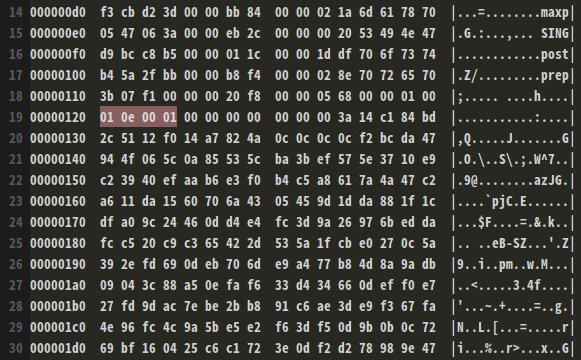 14 000000d0 f3 cb d2 3d 00 00 bb 84 00 00 02 1a 6d 61 78 70 |...=........maxp|
15 000000e0 05 47 06 3a 00 00 eb 2c 00 00 00 20 53 49 4e 47 |.G.:...,... SING|
16 000000f0 d9 bc c8 b5 00 00 01 1c 00 00 1d df 70 6f 73 74 |............post|
17 00000100 b4 5a 2f bb 00 00 b8 f4 00 00 02 8e 70 72 65 70 |.Z/.........prep|
18 00000110 3b 07 f1 00 00 00 20 f8 00 00 05 68 00 00 01 00 |;..... ....h....|
19 00000120 01 0e 00 01 00 00 00 00 00 00 00 3a 14 c1 84 bd |...........:....|
20 00000130 2c 51 12 f0 14 a7 82 4a 0c 0c 0c 0c f2 bc da 47 |,Q.....J.......G|
21 00000140 94 4f 06 5c 0a 85 53 5c ba 3b ef 57 5e 37 10 e9 |.O.\..S\.;.W^7..|
22 00000150 c2 39 40 ef aa b6 e3 f0 b4 c5 a8 61 7a 4a 47 c2 |.9@........azJG.|
23 00000160 a6 11 da 15 60 70 6a 43 05 45 9d 1d da 88 1f 1c |....`pjC.E......|
24 00000170 df a0 9c 24 46 0d d4 e4 fc 3d 9a 26 97 6b ed da |...$F....=.&.k..|
25 00000180 fc c5 20 c9 c3 65 42 2d 53 5a 1f cb e0 27 0c 5a |.. ..eB-SZ...'.Z|
26 00000190 39 2e fd 69 0d eb 70 6d e9 a4 77 b8 4d 8a 9a db |9..i..pm..w.M...|
27 000001a0 09 04 3c 88 a5 0e fa f6 33 d4 34 66 0d ef f0 e7 |..<.....3.4f....|
28 000001b0 27 fd 9d ac 7e be 2b b8 91 c6 ae 3d e9 f3 67 fa |'...~.+....=..g.|
29 000001c0 4e 96 fc 4c 9a 5b e5 e2 f6 3d f5 0d 9b 0b 0c 72 |N..L.[...=.....r|
30 000001d0 69 bf 16 04 25 c6 c1 72 3e 0d f2 d2 78 98 9e 47 |i...%..r>...x..G|